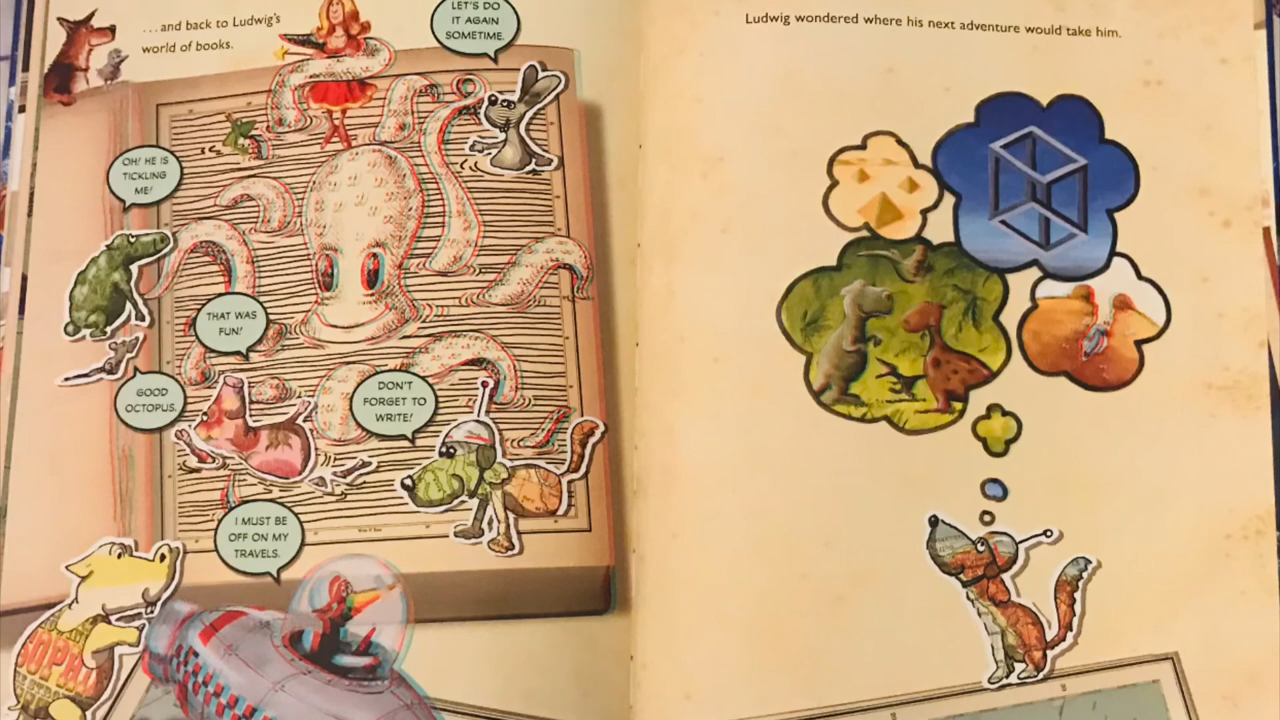 ...and back to Ludwig's
world of books.
LET'S DO
IT AGAIN
SOMETIME.
OH! HE IS
TICKLING
ME!
THAT WAS
FUN!
GOOD
OCTOPUS.
DON'T
FORGET TO
WRITE!
I MUST BE
OFF ON MY
TRAVELS.
Ludwig wondered where his next adventure would take him.